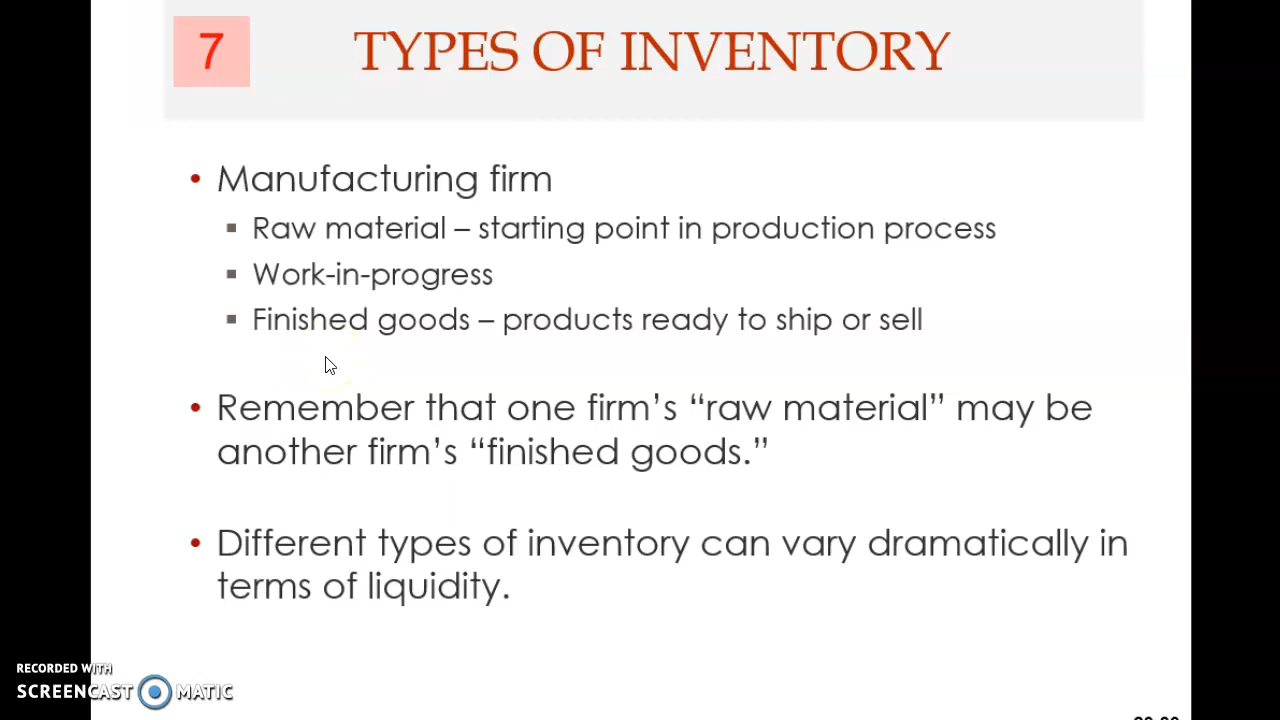 7
TYPES OF INVENTORY
• Manufacturing firm
▪ Raw material – starting point in production process
▪ Work-in-progress
▪ Finished goods – products ready to ship or sell
• Remember that one firm’s “raw material” may be
another firm’s “finished goods.”
• Different types of inventory can vary dramatically in
terms of liquidity.
RECORDED WITH
SCREENCAST MATIC